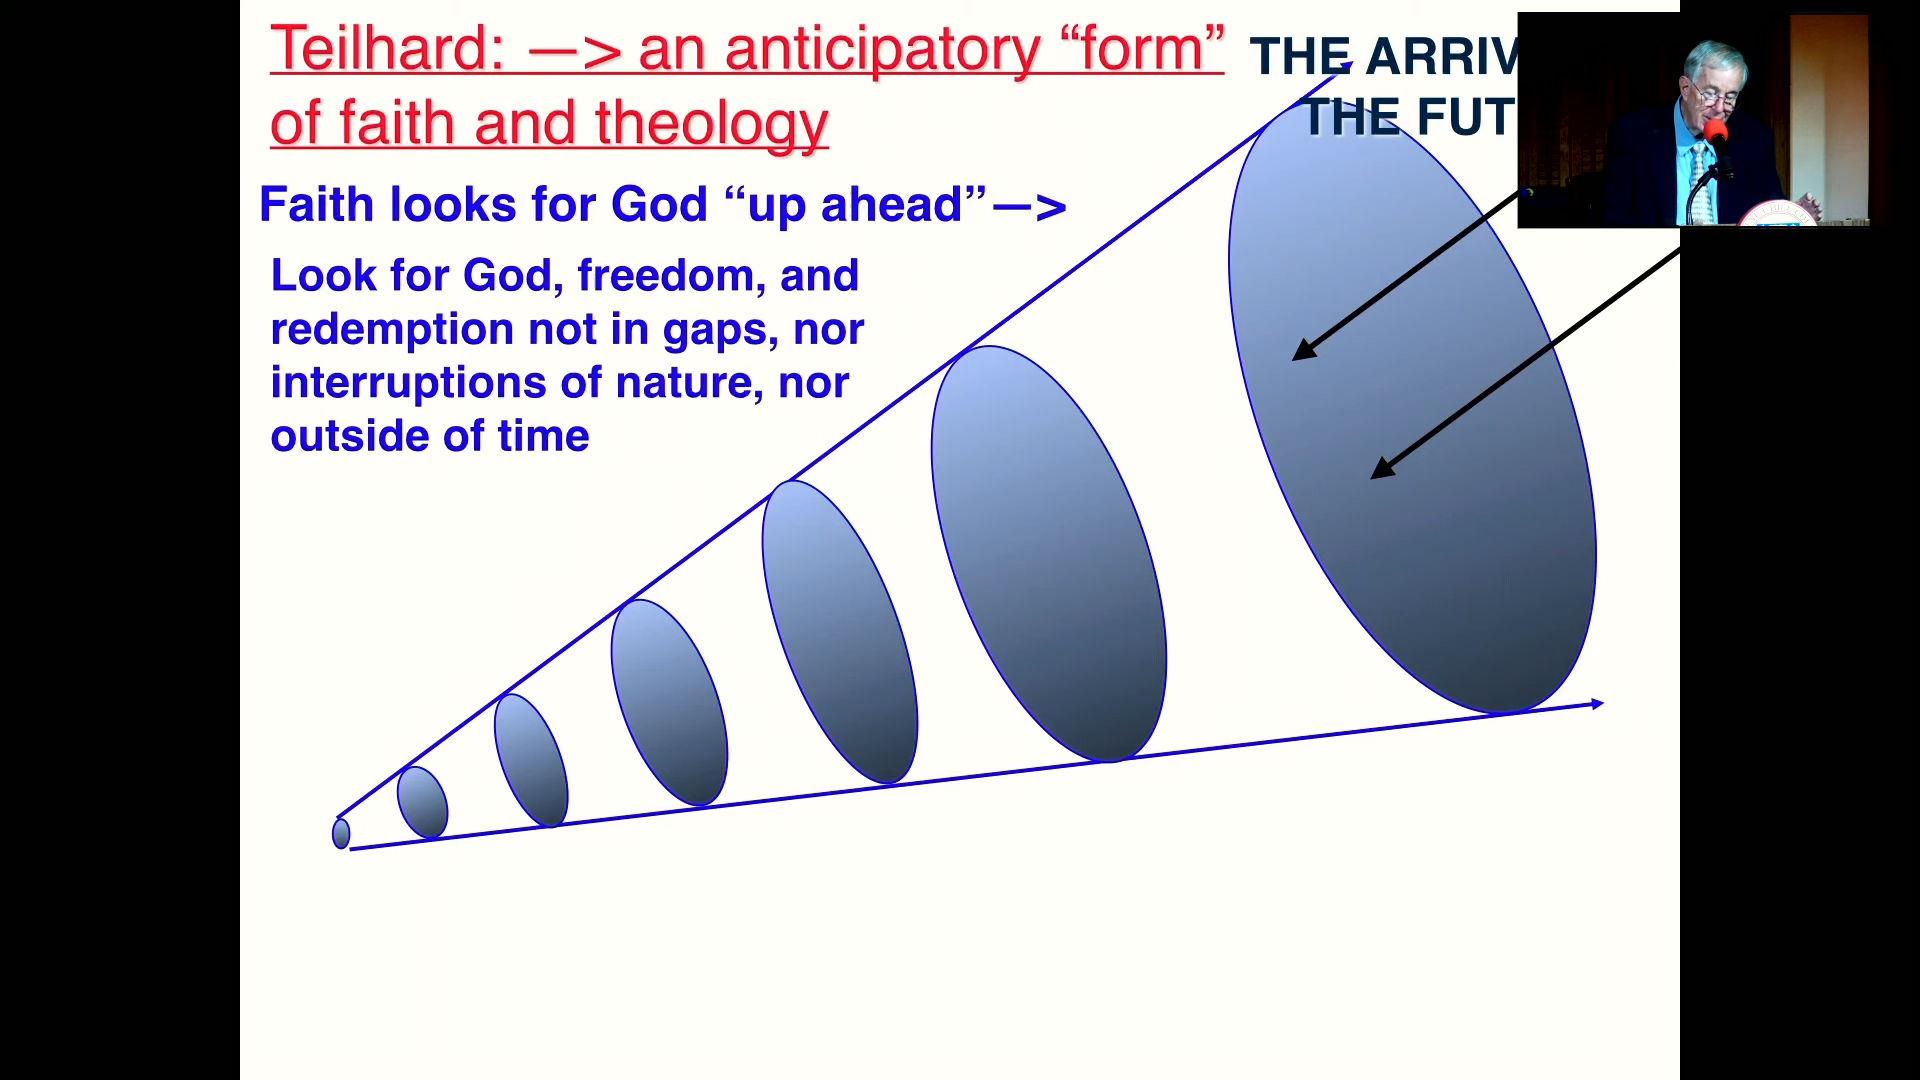 Teilhard: —> an anticipatory “form”
of faith and theology
THE ARRIV
THE FUT
Faith looks for God “up ahead”—>
Look for God, freedom, and
redemption not in gaps, nor
interruptions of nature, nor
outside of time